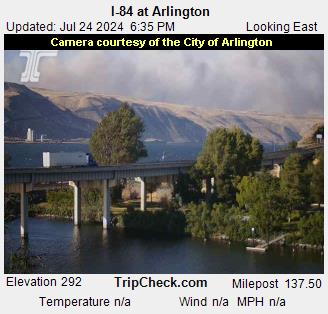 I-84 at Arlington
Updated: Jul 24 2024 6:35 PM Looking East
Camera courtesy of the City of Arlington
Elevation 292 TripCheck.com Milepost 137.50
Temperature n/a Wind n/a MPH n/a